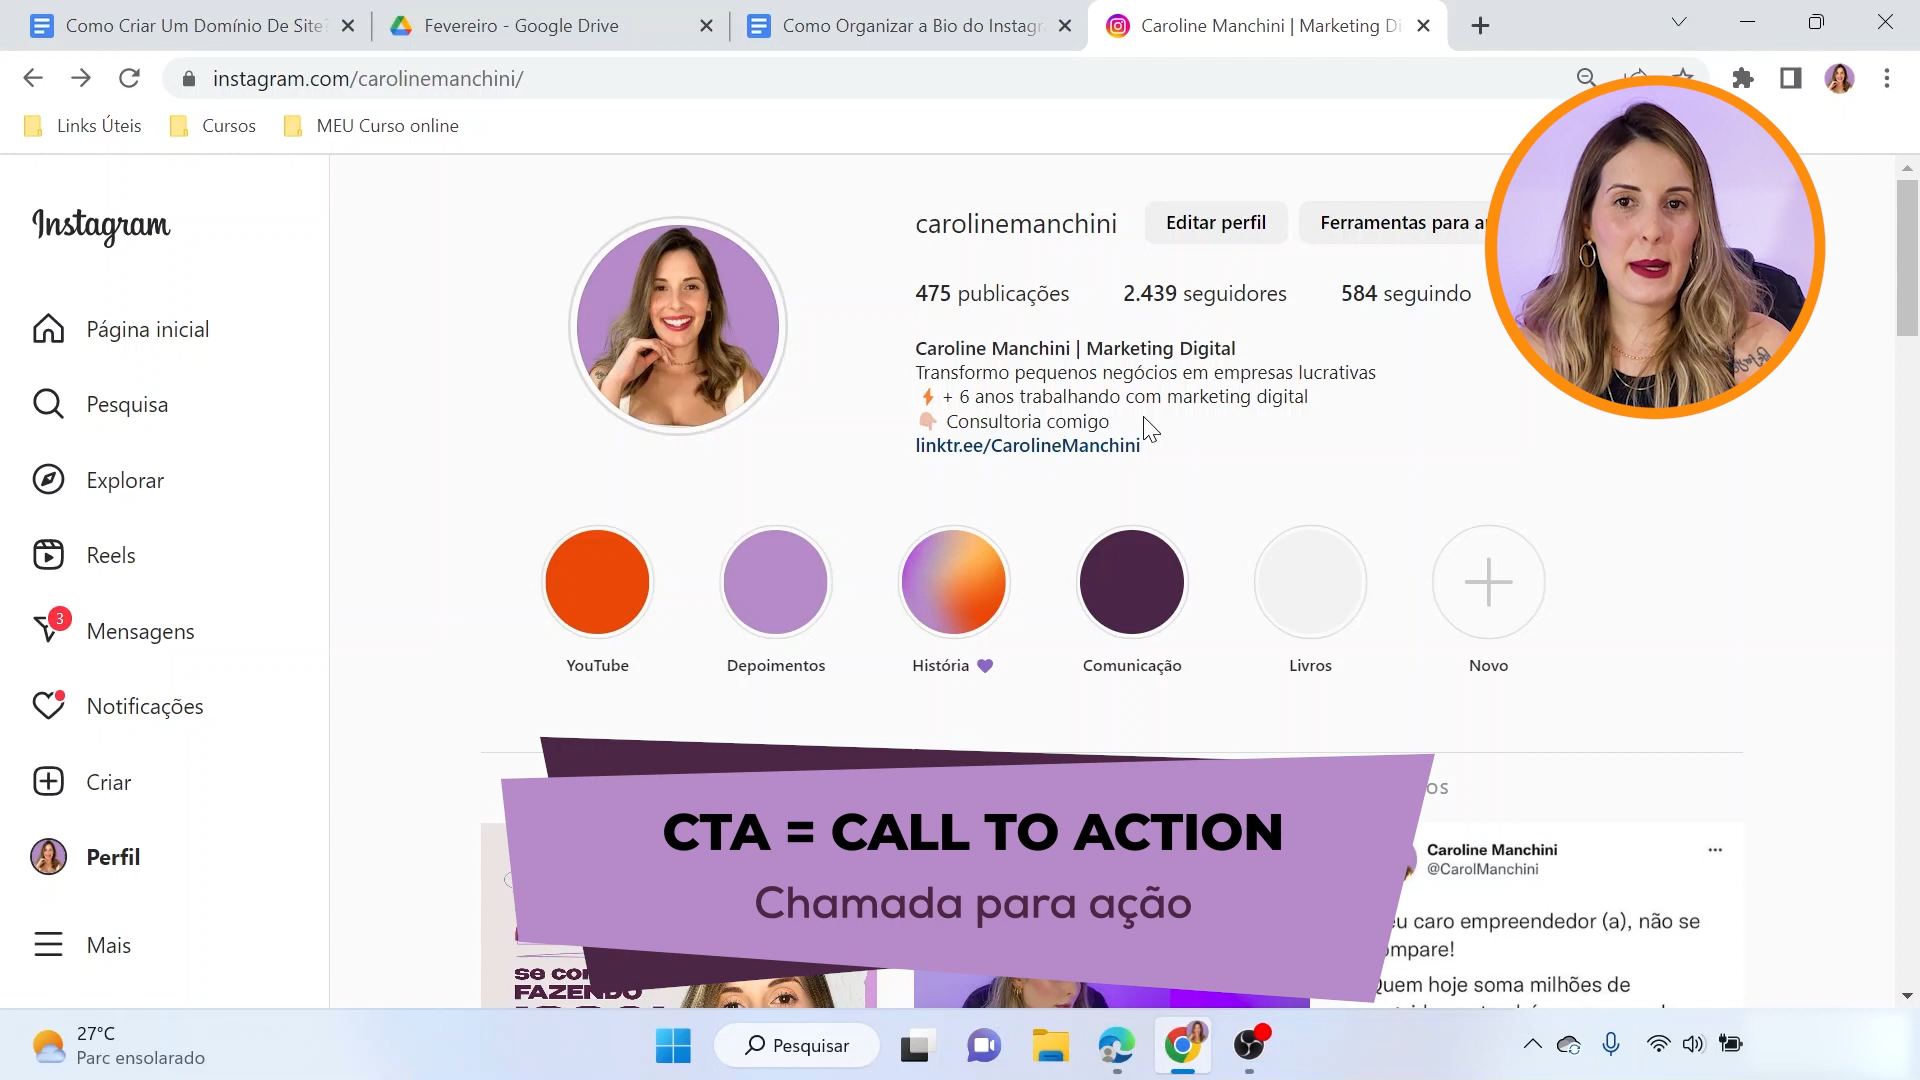 Como Criar Um Domínio De Site?
Fevereiro - Google Drive
Como Organizar a Bio do Instagr
Caroline Manchini | Marketing Di
instagram.com/carolinemanchini/
Links Úteis
Cursos
MEU Curso online
Instagram
Página inicial
Pesquisa
Explorar
Reels
3
Mensagens
Notificações
Criar
Perfil
Mais
carolinemanchini
Editar perfil
Ferramentas para a
475 publicações
2.439 seguidores
584 seguindo
Caroline Manchini | Marketing Digital
Transformo pequenos negócios em empresas lucrativas
+ 6 anos trabalhando com marketing digital
Consultoria comigo
linktr.ee/CarolineManchini
YouTube
Depoimentos
História
Comunicação
Livros
Novo
OS
CTA = CALL TO ACTION
Chamada para ação
FAZENDO
Caroline Manchini
@CarolManchini
caro empreendedor (a), não se
mpare!
Quem hoje soma milhões de
27°C
Parc ensolarado
Pesquisar